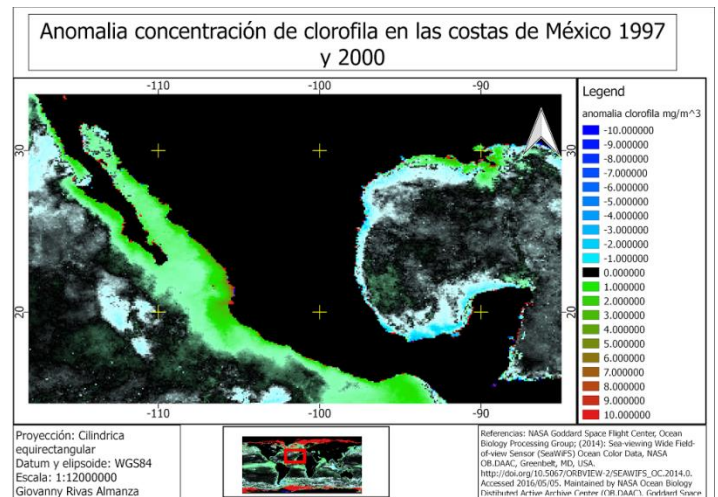 Anomalia concentración de clorofila en las costas de México 1997
y 2000
-110
-100
-90
30
20
30
20
-110
-100
-90
Legend
anomalia clorofila mg/m^3
-10.000000
-9.000000
-8.000000
-7.000000
-6.000000
-5.000000
-4.000000
-3.000000
-2.000000
-1.000000
0.000000
1.000000
2.000000
3.000000
4.000000
5.000000
6.000000
7.000000
8.000000
9.000000
10.000000
Proyección: Cilindrica
equirectangular
Datum y elipsoide: WGS84
Escala: 1:12000000
Giovanny Rivas Almanza
Referencias: NASA Goddard Space Flight Center, Ocean
Biology Processing Group; (2014): Sea-viewing Wide Field-
of-view Sensor (SeaWiFS) Ocean Color Data, NASA
OB.DAAC, Greenbelt, MD, USA.
http://doi.org/10.5067/ORBVIEW-2/SEAWIFS_OC.2014.0.
Accessed 2016/05/05. Maintained by NASA Ocean Biology
Distibuted Active Archive Center (OB.DAAC), Goddard Space